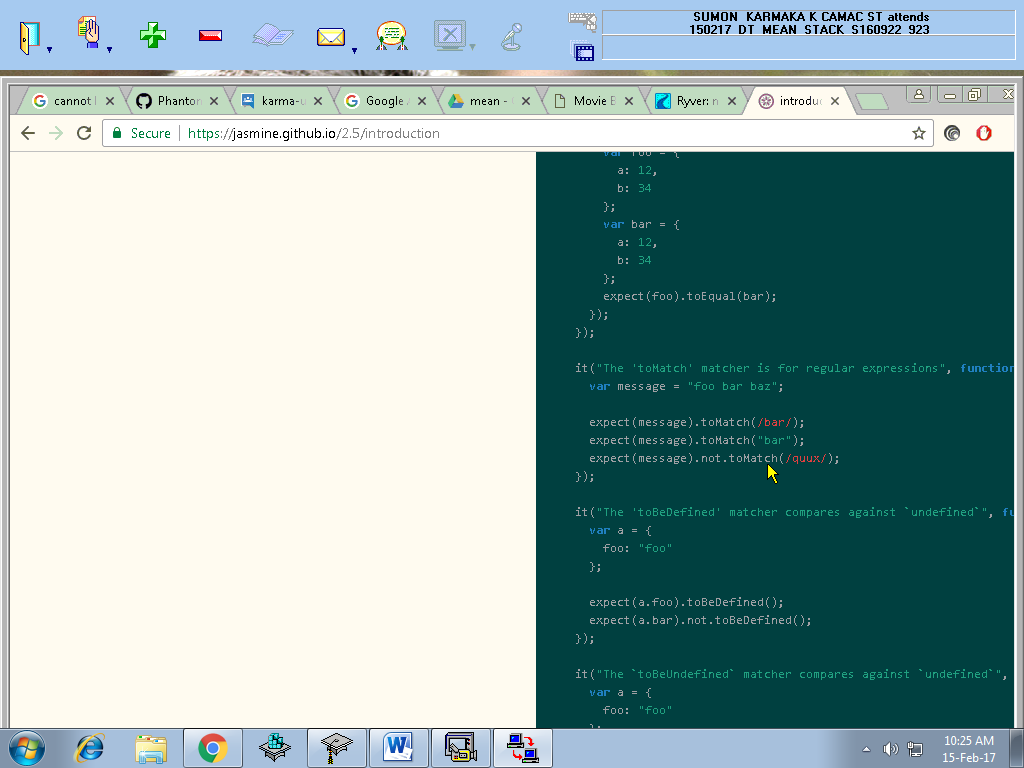 SUMON KARMAKA K CAMAC ST attends
150217 DT MEAN STACK S160922 923
cannot
Phanton
karma-u
Google
mean -
Movie
Ryver:
introdu
Secure
https://jasmine.github.io/2.5/introduction
var foo = {
a: 12,
b: 34
};
var bar = {
a: 12,
b: 34
};
expect(foo).toEqual(bar);
});
});
it("The 'toMatch' matcher is for regular expressions", function
var message = "foo bar baz";
expect(message).toMatch(/bar/);
expect(message).toMatch("bar");
expect(message).not.toMatch(/quux/);
});
it("The 'toBeDefined' matcher compares against `undefined`", fu
var a = {
foo: "foo"
};
expect(a.foo).toBeDefined();
expect(a.bar).not.toBeDefined();
});
it("The `toBeUndefined` matcher compares against `undefined`",
var a = {
foo: "foo"
};
10:25 AM
15-Feb-17